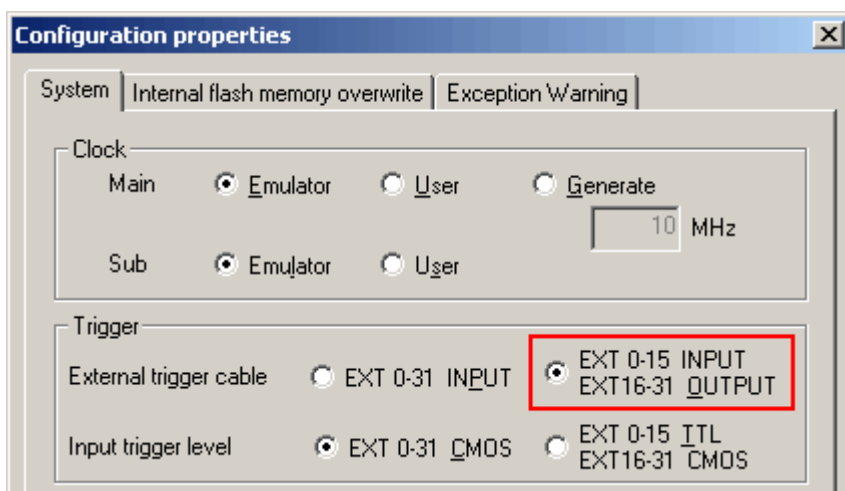 Configuration properties
System Internal flash memory overwrite Exception Warning
Clock
Main Emulator User Generate
10 MHz
Sub Emulator User
Trigger
External trigger cable EXT 0-31 INPUT EXT 0-15 INPUT
EXT16-31 OUTPUT
Input trigger level EXT 0-31 CMOS EXT 0-15 TTL
EXT16-31 CMOS